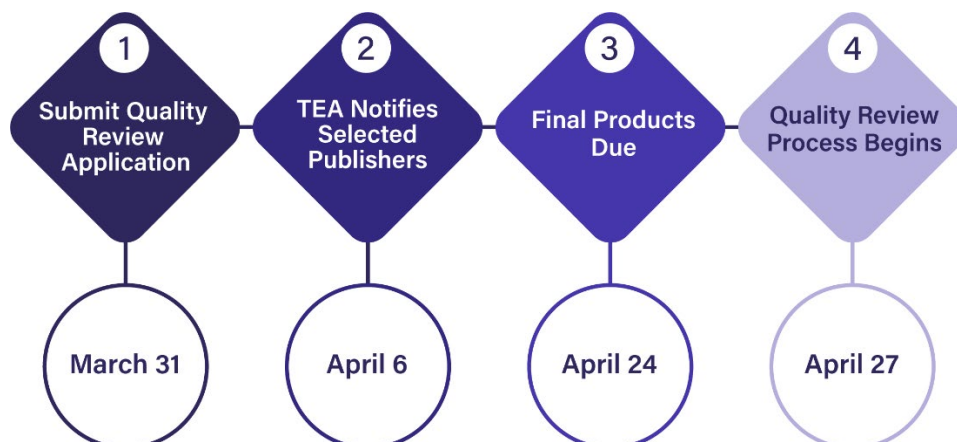 1
Submit Quality
Review
Application
2
TEA Notifies
Selected
Publishers
3
Final Products
Due
4
Quality Review
Process Begins
March 31
April 6
April 24
April 27